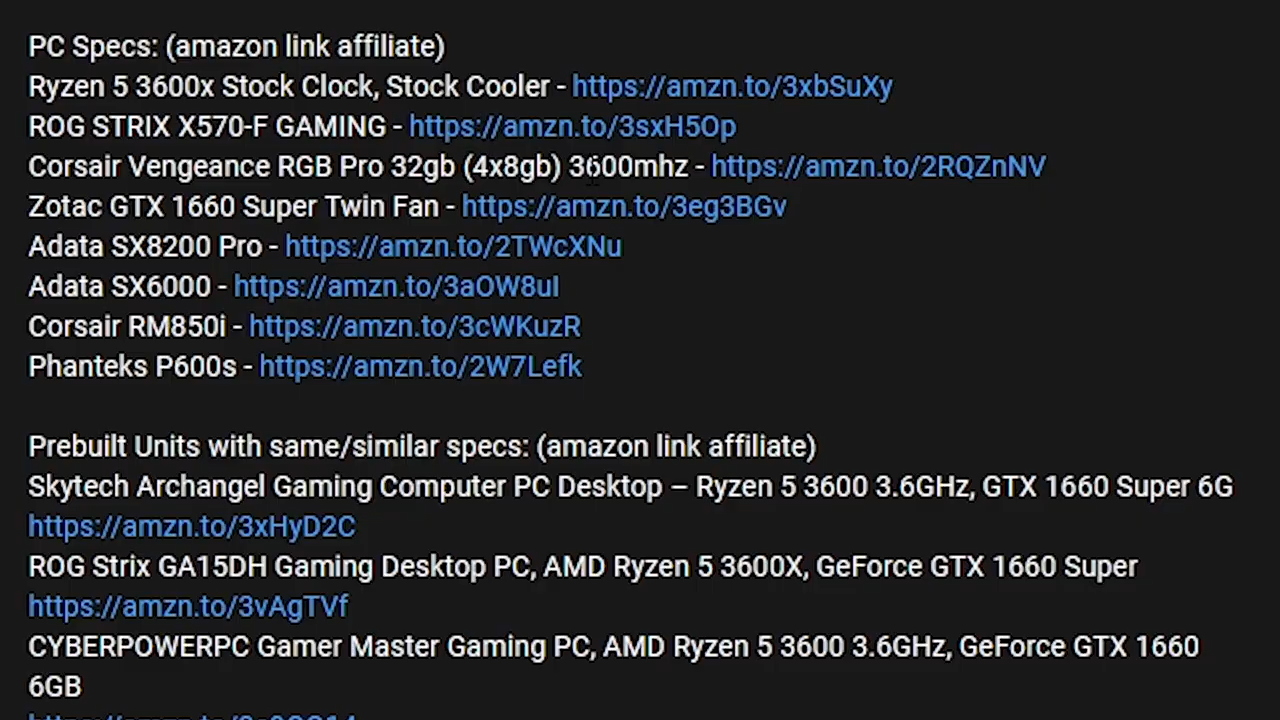 PC Specs: (amazon link affiliate)
Ryzen 5 3600x Stock Clock, Stock Cooler - https://amzn.to/3xbSuXy
ROG STRIX X570-F GAMING - https://amzn.to/3sxH5Op
Corsair Vengeance RGB Pro 32gb (4x8gb) 3600mhz - https://amzn.to/2RQZnNV
Zotac GTX 1660 Super Twin Fan - https://amzn.to/3eg3BGv
Adata SX8200 Pro - https://amzn.to/2TWcXNu
Adata SX6000 - https://amzn.to/3aOW8uI
Corsair RM850i - https://amzn.to/3cWKuzR
Phanteks P600s - https://amzn.to/2W7Lefk
Prebuilt Units with same/similar specs: (amazon link affiliate)
Skytech Archangel Gaming Computer PC Desktop – Ryzen 5 3600 3.6GHz, GTX 1660 Super 6G
https://amzn.to/3xHyD2C
ROG Strix GA15DH Gaming Desktop PC, AMD Ryzen 5 3600X, GeForce GTX 1660 Super
https://amzn.to/3vAgTVf
CYBERPOWERPC Gamer Master Gaming PC, AMD Ryzen 5 3600 3.6GHz, GeForce GTX 1660
6GB